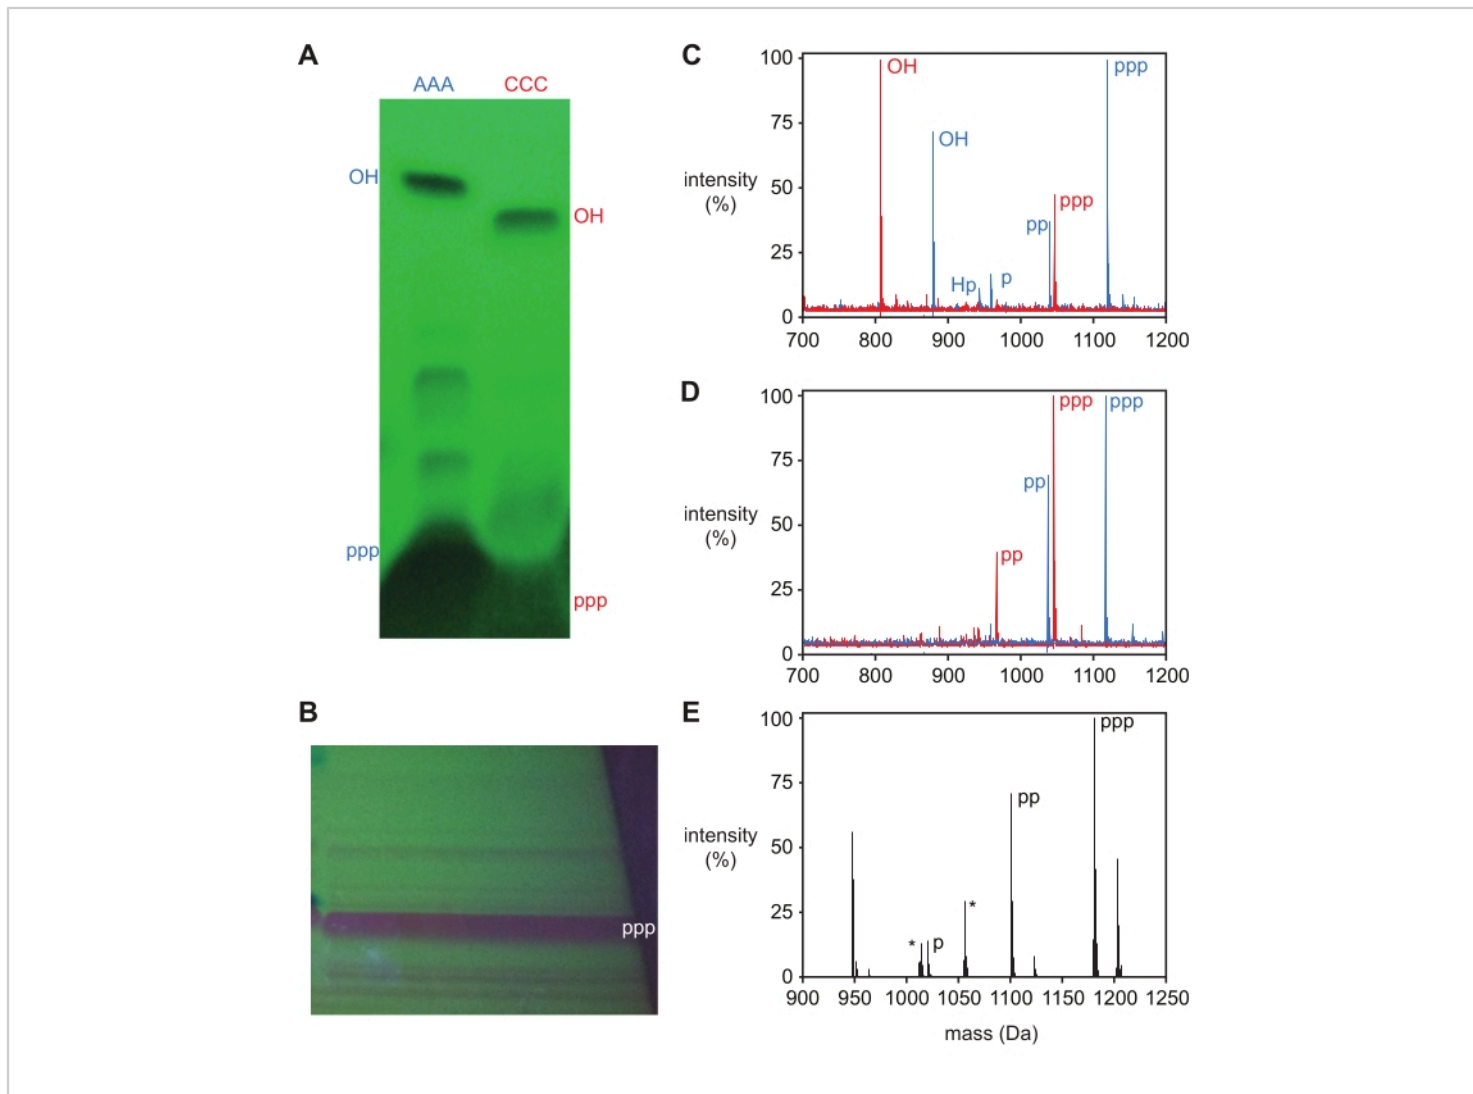 A
AAA CCC
OH
OH
ppp
ppp
B
ppp
C
100
75
50
25
0
intensity
(%)
OH
OH
Hp
p
pp
ppp
ppp
700 800 900 1000 1100 1200
D
100
75
50
25
0
intensity
(%)
pp
pp
ppp
ppp
700 800 900 1000 1100 1200
E
100
75
50
25
0
intensity
(%)
*
p
*
pp
ppp
900 950 1000 1050 1100 1150 1200 1250
mass (Da)